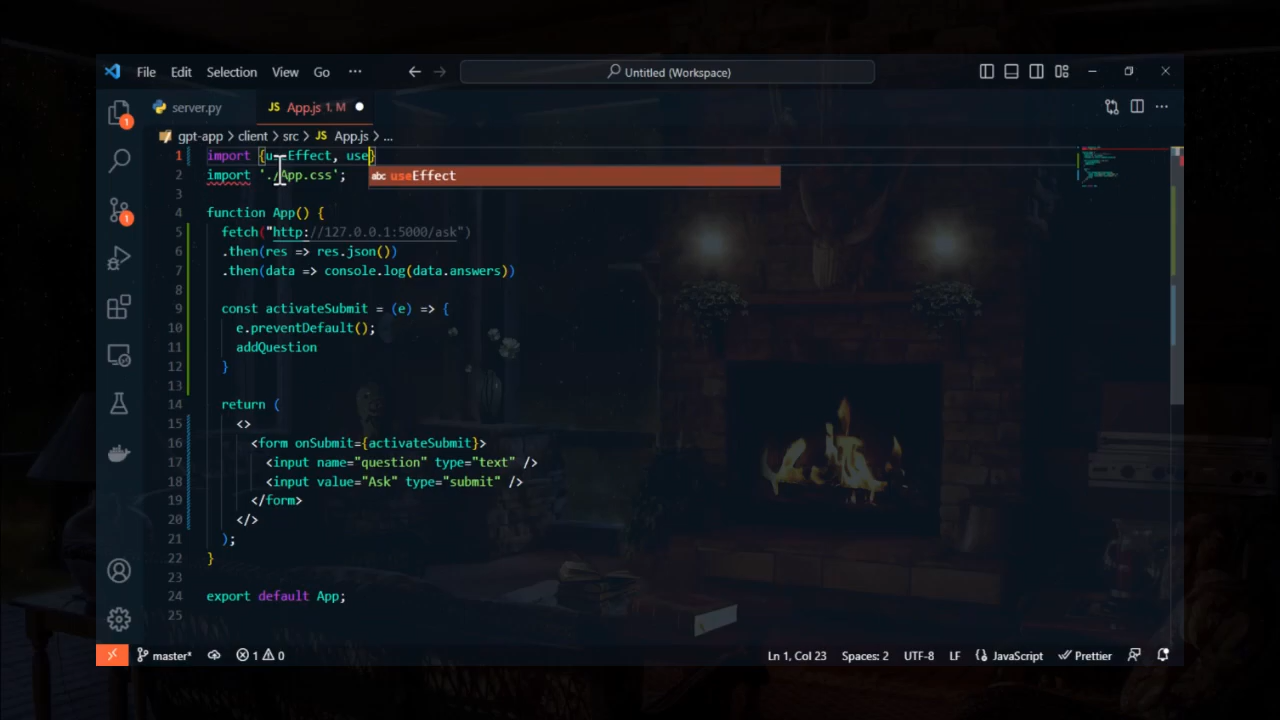 File Edit Selection View Go ··· Untitled (Workspace)
server.py JS App.js 1, M
gpt-app > client > src > JS App.js > ...
1 import {useEffect, use}
abc useEffect
2 import './App.css';
3
4 function App() {
5 fetch("http://127.0.0.1:5000/ask")
6 .then(res => res.json())
7 .then(data => console.log(data.answers))
8
9 const activateSubmit = (e) => {
10 e.preventDefault();
11 addQuestion
12 }
13
14 return (
15 <>
16 <form onSubmit={activateSubmit}>
17 <input name="question" type="text" />
18 <input value="Ask" type="submit" />
19 </form>
20 </>
21 );
22 }
23
24 export default App;
25
1
1
master* 1 0 Ln 1, Col 23 Spaces: 2 UTF-8 LF JavaScript Prettier